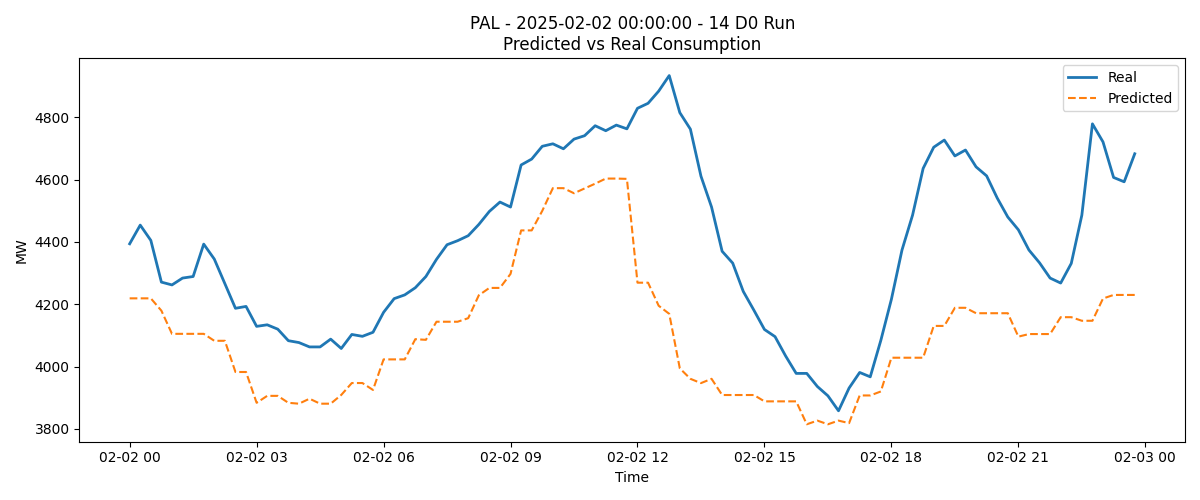 PAL - 2025-02-02 00:00:00 - 14 D0 Run
Predicted vs Real Consumption
Real
Predicted
MW
4800
4600
4400
4200
4000
3800
02-02 00
02-02 03
02-02 06
02-02 09
02-02 12
02-02 15
02-02 18
02-02 21
02-03 00
Time